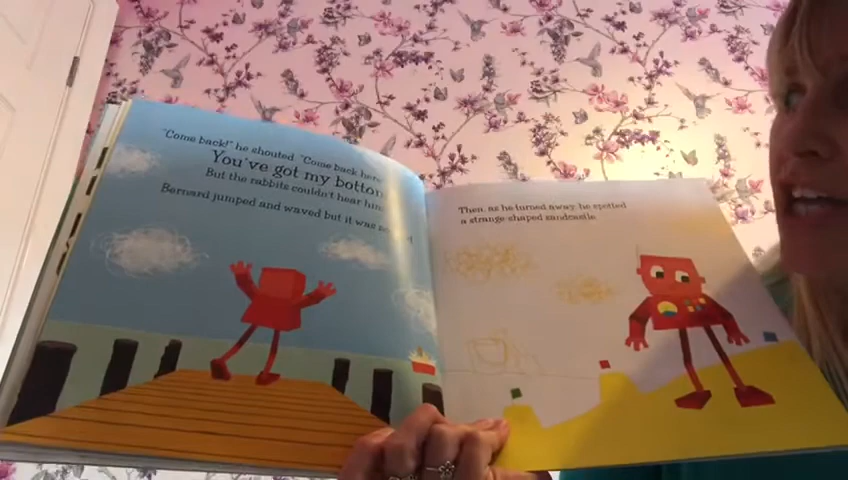 "Come back!" he shouted. "Come back here
You've got my botto
But the rabbits couldn't hear him
Bernard jumped and waved but it was
Then, as he turned away, he spotted
a strange-shaped sandcastle.